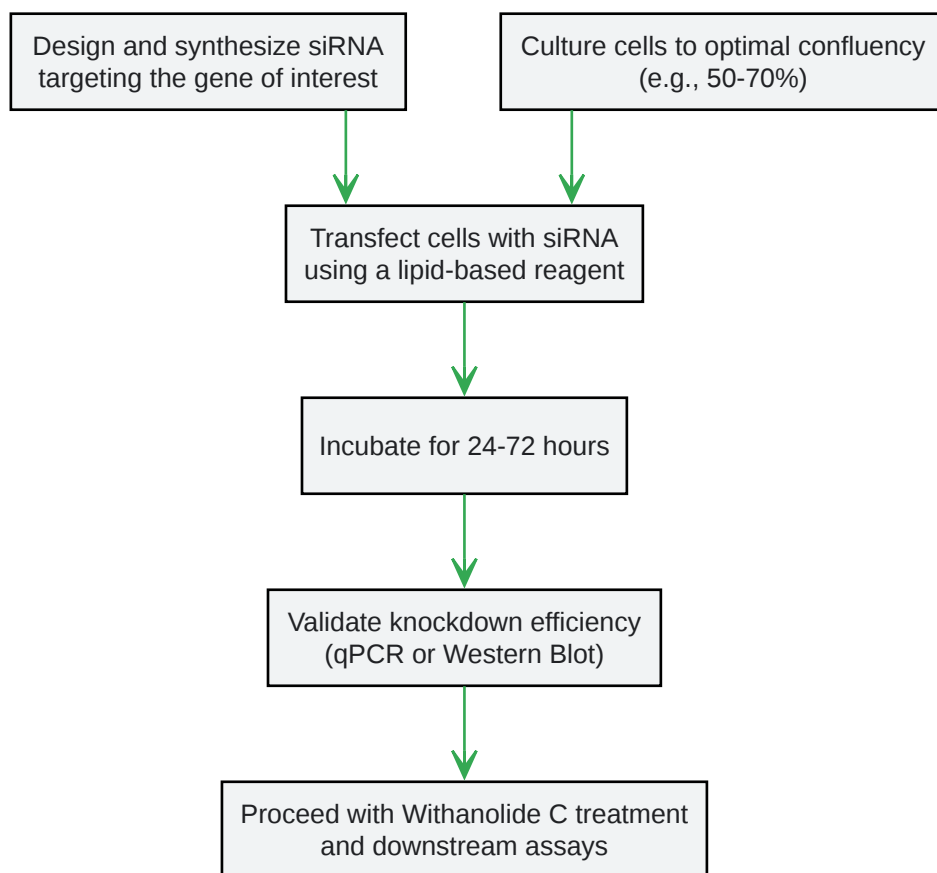 Design and synthesize siRNA
targeting the gene of interest
Culture cells to optimal confluency
(e.g., 50-70%)
Transfect cells with siRNA
using a lipid-based reagent
Incubate for 24-72 hours
Validate knockdown efficiency
(qPCR or Western Blot)
Proceed with Withanolide C treatment
and downstream assays